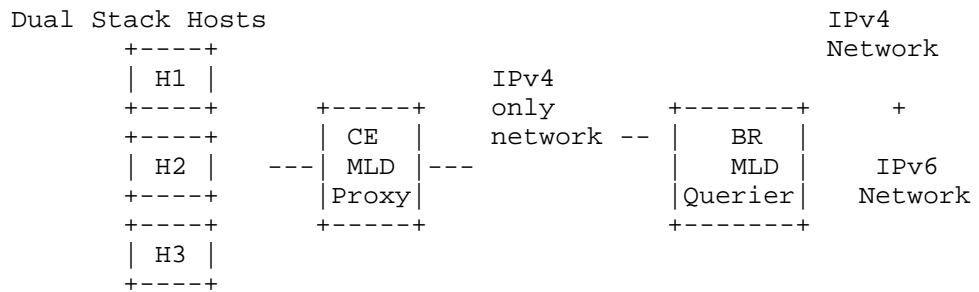 Dual Stack Hosts                                        IPv4
        +----+                                          Network
        | H1 |                      IPv4
        +----+       +-----+        only           +-------+     +
        +----+       | CE  |        network --     |   BR  |
        | H2 |    ---| MLD |---                    |   MLD |    IPv6
        +----+       |Proxy|                       |Querier|   Network
        +----+       +-----+                       +-------+
        | H3 |
        +----+